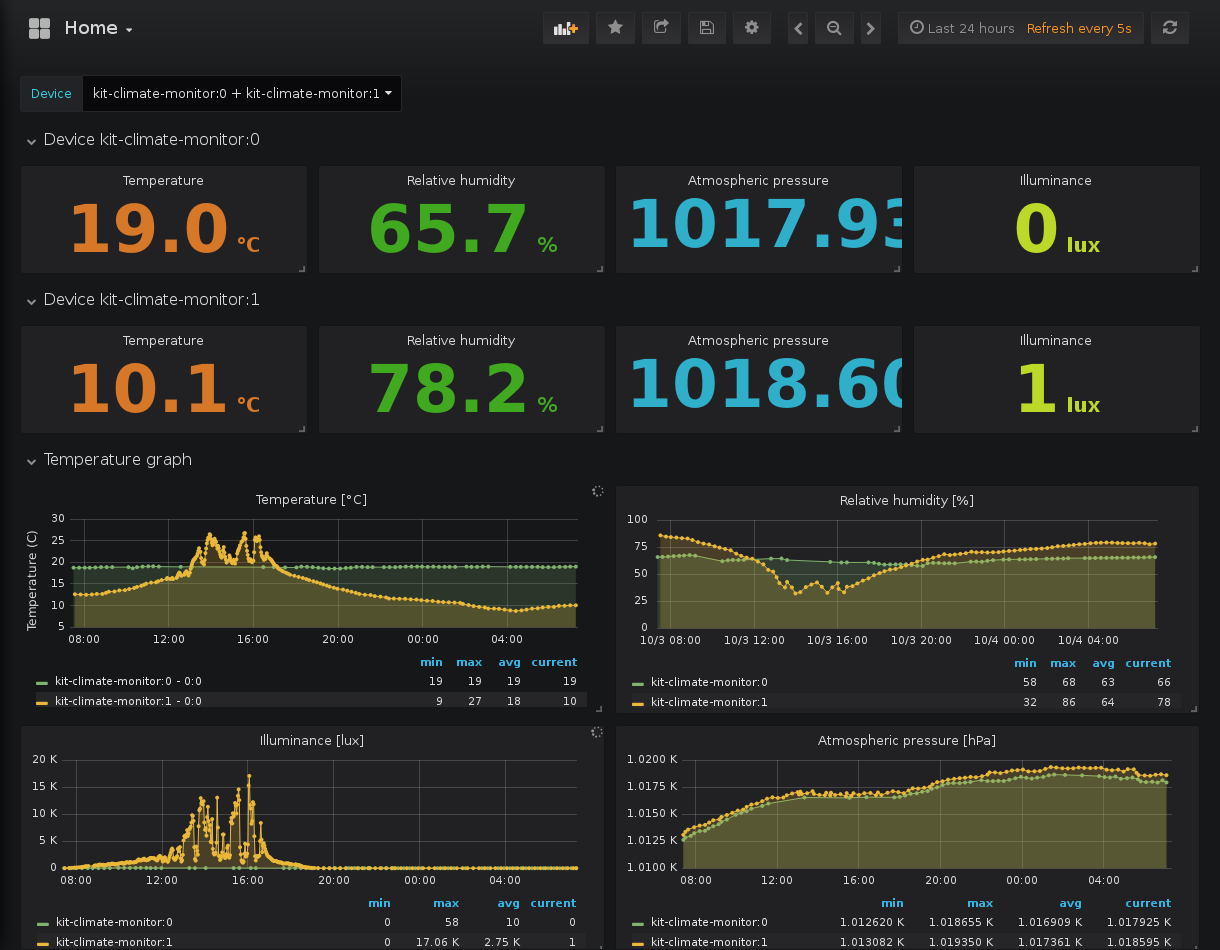 Home
Last 24 hours Refresh every 5s
Device kit-climate-monitor:0 + kit-climate-monitor:1
Device kit-climate-monitor:0
Temperature Relative humidity Atmospheric pressure Illuminance
19.0 °C 65.7 % 1017.93 0 lux
Device kit-climate-monitor:1
Temperature Relative humidity Atmospheric pressure Illuminance
10.1 °C 78.2 % 1018.60 1 lux
Temperature graph
Temperature [°C]
Temperature (C)
30
25
20
15
10
5
08:00 12:00 16:00 20:00 00:00 04:00
min max avg current
kit-climate-monitor:0 - 0:0 19 19 19 19
kit-climate-monitor:1 - 0:0 9 27 18 10
Relative humidity [%]
100
75
50
25
0
10/3 08:00 10/3 12:00 10/3 16:00 10/3 20:00 10/4 00:00 10/4 04:00
min max avg current
kit-climate-monitor:0 58 68 63 66
kit-climate-monitor:1 32 86 64 78
Illuminance [lux]
20 K
15 K
10 K
5 K
0
08:00 12:00 16:00 20:00 00:00 04:00
min max avg current
kit-climate-monitor:0 0 58 10 0
kit-climate-monitor:1 0 17.06 K 2.75 K 1
Atmospheric pressure [hPa]
1.0200 K
1.0175 K
1.0150 K
1.0125 K
1.0100 K
08:00 12:00 16:00 20:00 00:00 04:00
min max avg current
kit-climate-monitor:0 1.012620 K 1.018655 K 1.016909 K 1.017925 K
kit-climate-monitor:1 1.013082 K 1.019350 K 1.017361 K 1.018595 K